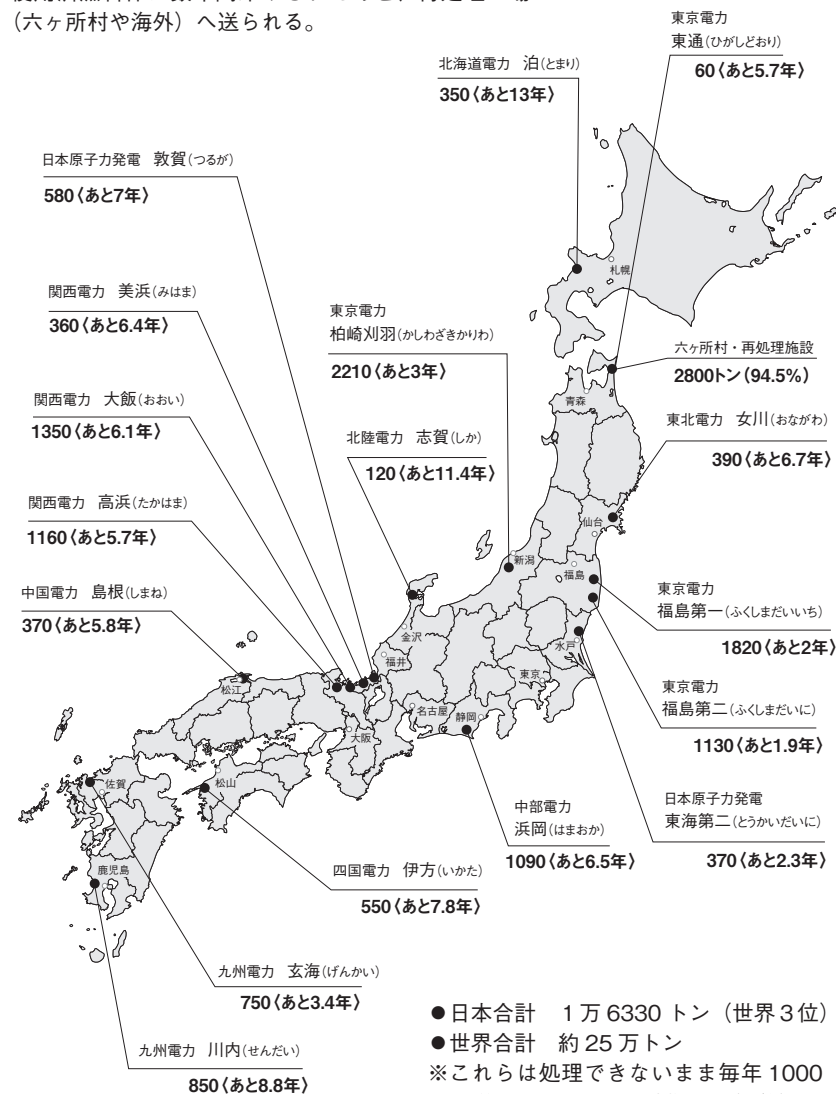 （六ヶ所村や海外）へ送られる。
東京電力
東通（ひがしどおり）
60〈あと5.7年〉
北海道電力　泊（とまり）
350〈あと13年〉
日本原子力発電　敦賀（つるが）
580〈あと7年〉
関西電力　美浜（みはま）
360〈あと6.4年〉
東京電力
柏崎刈羽（かしわざきかりわ）
2210〈あと3年〉
六ヶ所村・再処理施設
2800トン（94.5%）
関西電力　大飯（おおい）
1350〈あと6.1年〉
北陸電力　志賀（しか）
120〈あと11.4年〉
東北電力　女川（おながわ）
390〈あと6.7年〉
関西電力　高浜（たかはま）
1160〈あと5.7年〉
中国電力　島根（しまね）
370〈あと5.8年〉
東京電力
福島第一（ふくしまだいいち）
1820〈あと2年〉
東京電力
福島第二（ふくしまだいに）
1130〈あと1.9年〉
日本原子力発電
東海第二（とうかいだいに）
370〈あと2.3年〉
中部電力
浜岡（はまおか）
1090〈あと6.5年〉
四国電力　伊方（いかた）
550〈あと7.8年〉
九州電力　玄海（げんかい）
750〈あと3.4年〉
九州電力　川内（せんだい）
850〈あと8.8年〉
札幌
青森
仙台
新潟
福島
金沢
福井
水戸
東京
松江
名古屋
静岡
大阪
松山
佐賀
鹿児島
●日本合計　1万6330トン（世界3位）
●世界合計　約25万トン
※これらは処理できないまま毎年1000